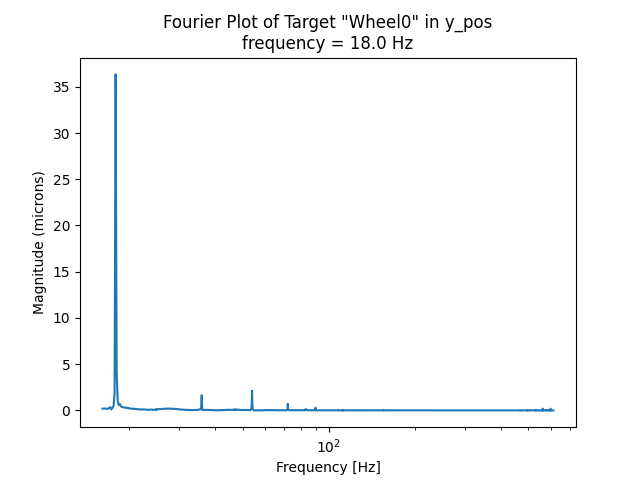 Fourier Plot of Target "Wheel0" in y_pos
frequency = 18.0 Hz
35
30
25
20
15
10
5
0
Magnitude (microns)
10²
Frequency [Hz]